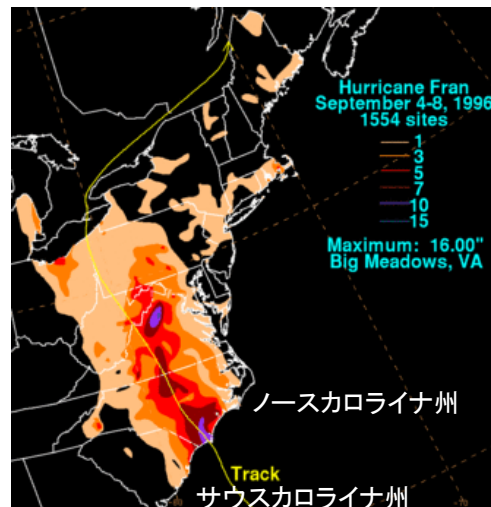 Hurricane Fran
September 4-8, 1996
1554 sites
1
3
5
7
10
15
Maximum: 16.00"
Big Meadows, VA
ノースカロライナ州
Track
サウスカロライナ州